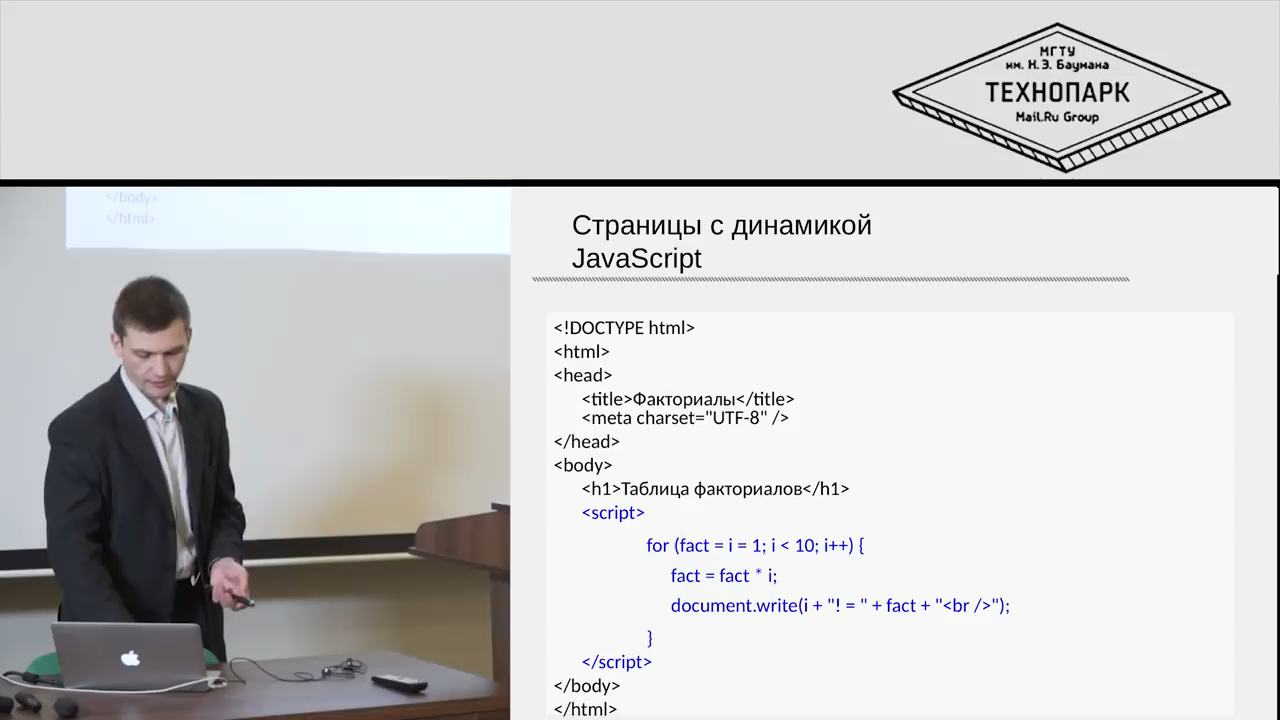 МГТУ
им. Н.Э. Баумана
ТЕХНОПАРК
Mail.Ru Group
</body>
</html>
Страницы с динамикой
JavaScript
<!DOCTYPE html>
<html>
<head>
<title>Факториалы</title>
<meta charset="UTF-8" />
</head>
<body>
<h1>Таблица факториалов</h1>
<script>
for (fact = i = 1; i < 10; i++) {
fact = fact * i;
document.write(i + "! = " + fact + "<br />");
}
</script>
</body>
</html>